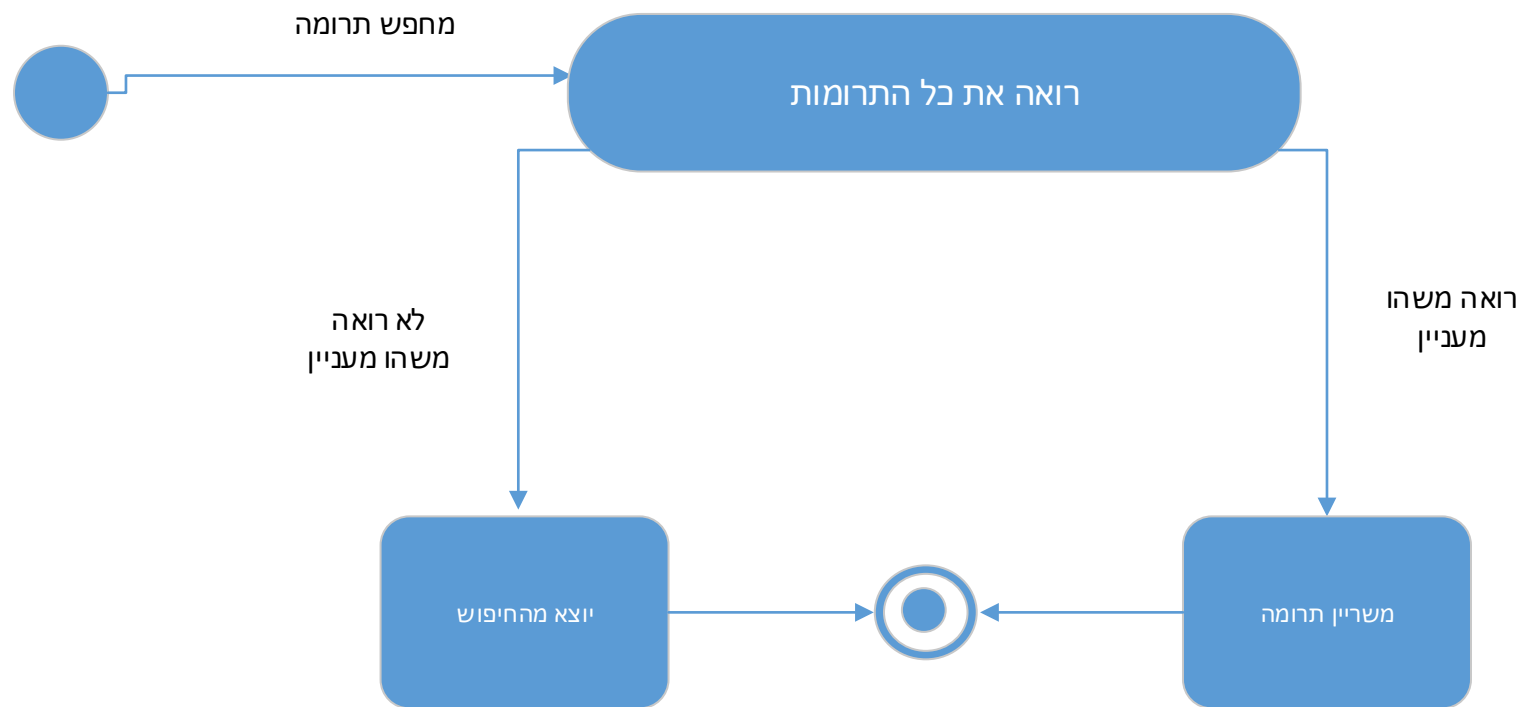 מחפש תרומה
רואה את כל התרומות
רואה משהו
מעניין
לא רואה
משהו מעניין
משריין תרומה
יוצא מהחיפוש